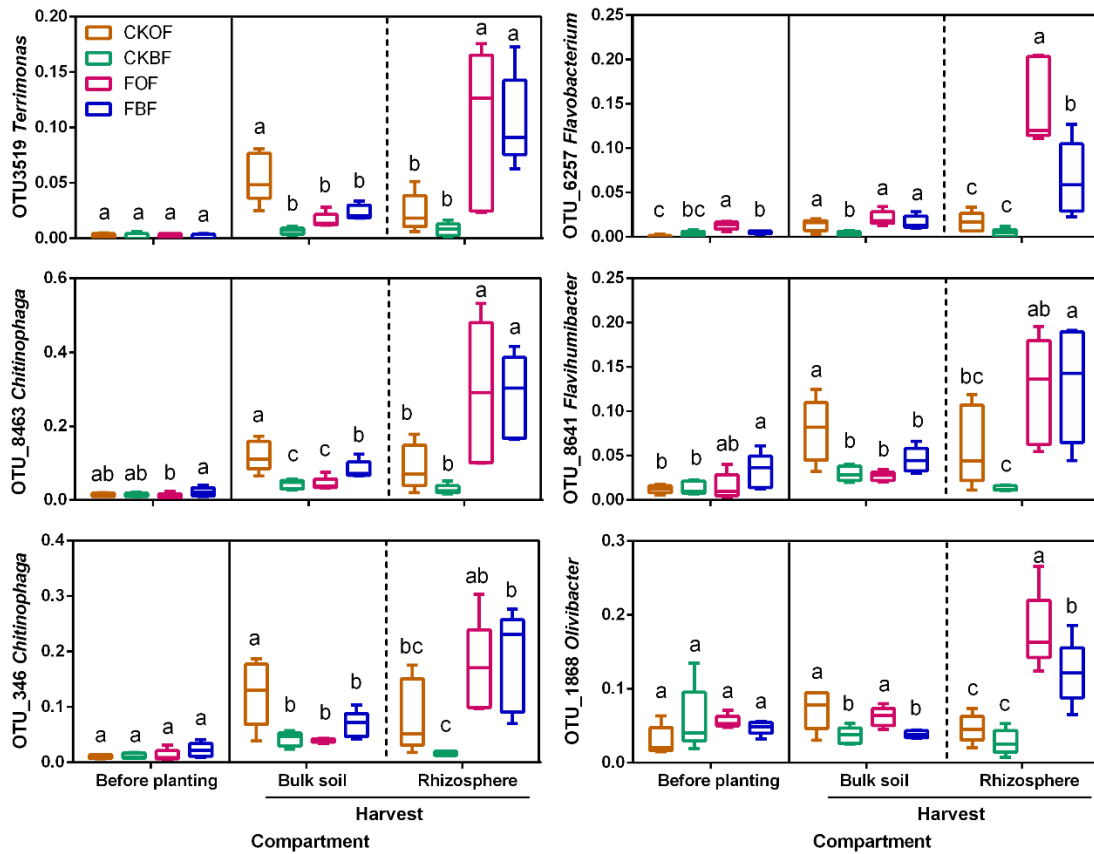 OTU3519 Terrimonas
0.20
0.15
0.10
0.05
0.00
CKOF
CKBF
FOF
FBF
a a a a
a b b b
b b a a
OTU_6257 Flavobacterium
0.25
0.20
0.15
0.10
0.05
0.00
c bc a b
a b a a
c c a b
OTU_8463 Chitinophaga
0.6
0.4
0.2
0.0
ab ab b a
a c c b
b b a a
OTU_8641 Flavihumibacter
0.25
0.20
0.15
0.10
0.05
0.00
b b ab a
a b b b
bc c ab a
OTU_346 Chitinophaga
0.4
0.3
0.2
0.1
0.0
a a a a
a b b b
bc c ab b
Before planting Bulk soil Rhizosphere
Harvest
Compartment
OTU_1868 Olivibacter
0.3
0.2
0.1
0.0
a a a a
a b a b
c c a b
Before planting Bulk soil Rhizosphere
Harvest
Compartment